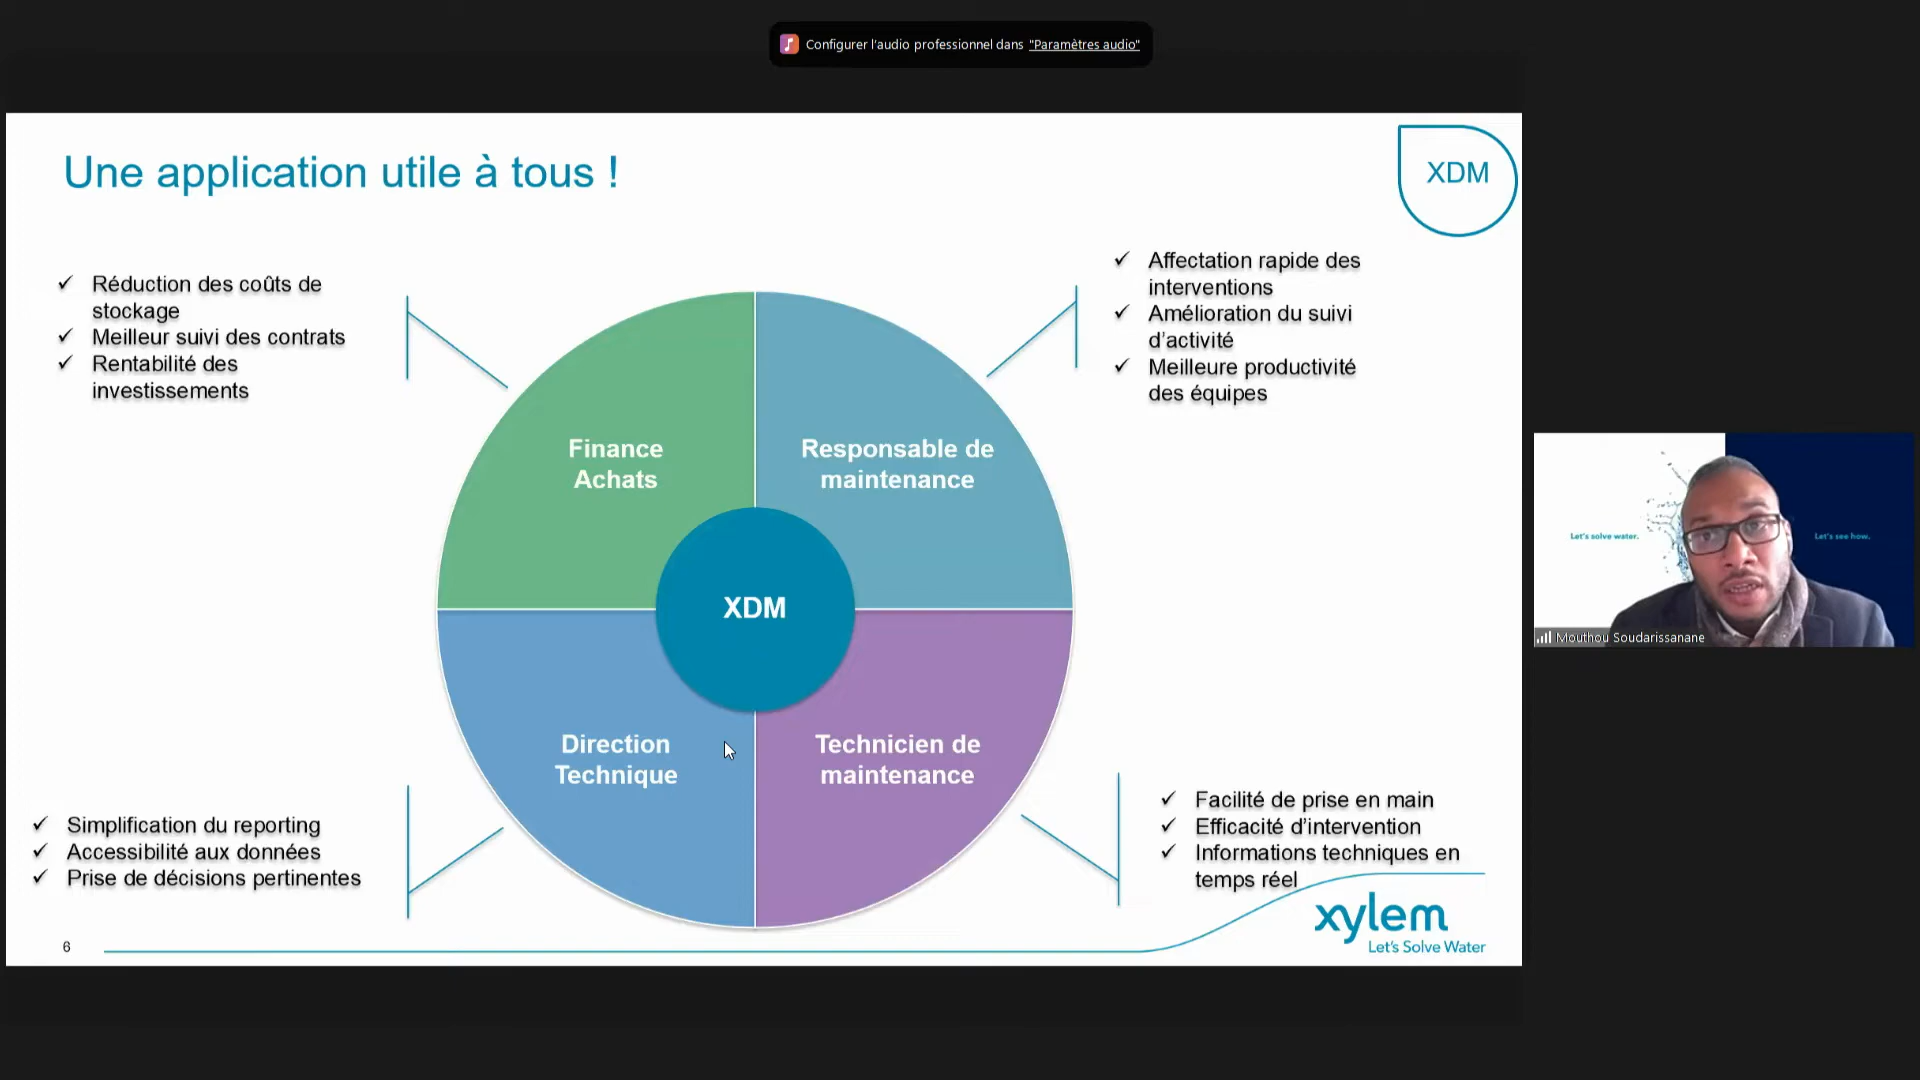 Configurer l'audio professionnel dans "Paramètres audio"
Une application utile à tous !
XDM
✓ Réduction des coûts de
stockage
✓ Meilleur suivi des contrats
✓ Rentabilité des
investissements
✓ Affectation rapide des
interventions
✓ Amélioration du suivi
d'activité
✓ Meilleure productivité
des équipes
Finance
Achats
Responsable de
maintenance
XDM
Direction
Technique
Technicien de
maintenance
✓ Simplification du reporting
✓ Accessibilité aux données
✓ Prise de décisions pertinentes
✓ Facilité de prise en main
✓ Efficacité d'intervention
✓ Informations techniques en
temps réel
6
xylem
Let's Solve Water
Let's solve water.
Let's see how.
Mouthou Soudarissanane